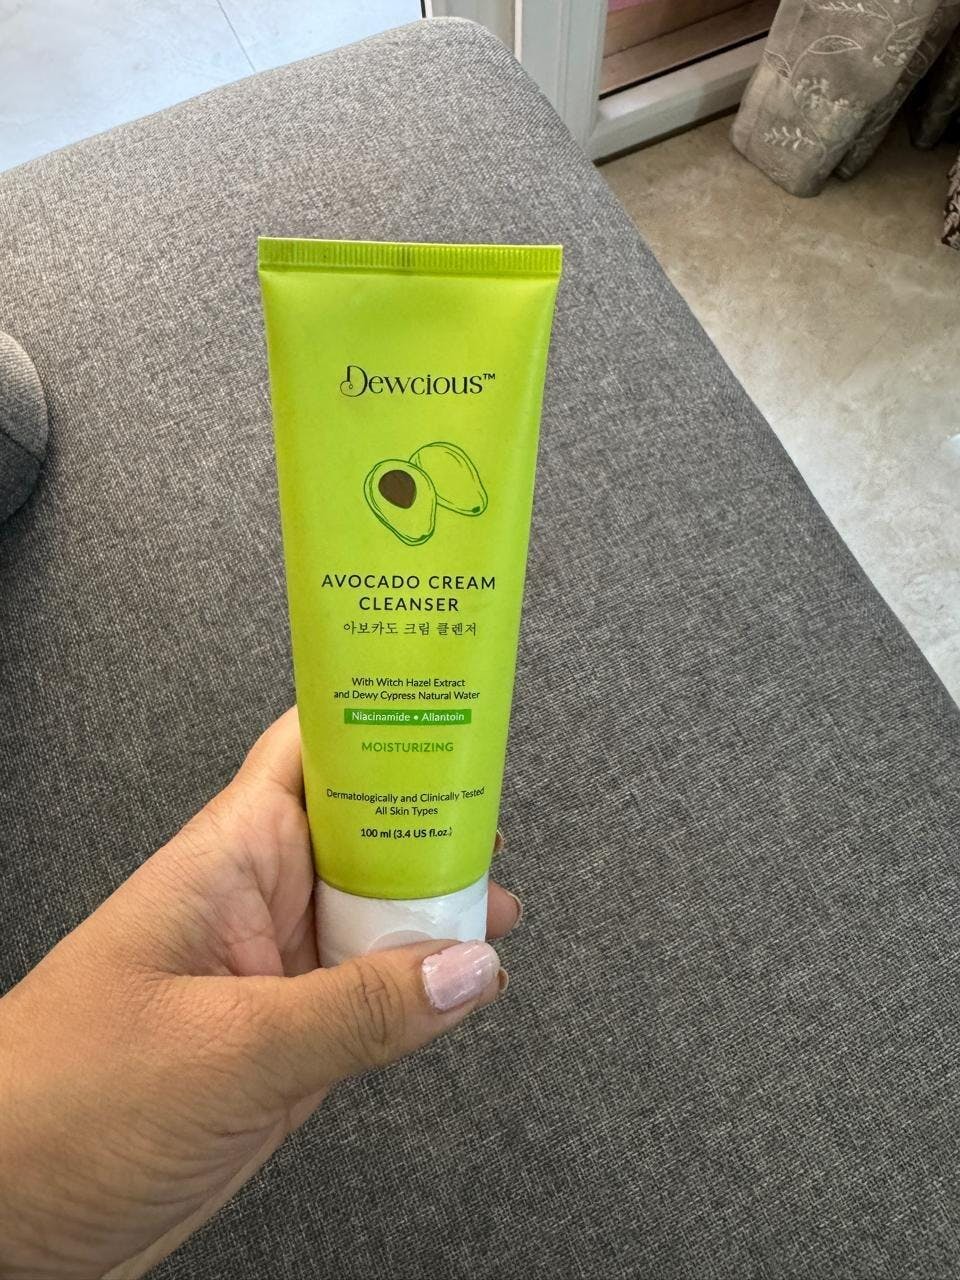 Dewcious™
AVOCADO CREAM
CLEANSER
아보카도 크림 클렌저
With Witch Hazel Extract
and Dewy Cypress Natural Water
Niacinamide • Allantoin
MOISTURIZING
Dermatologically and Clinically Tested
All Skin Types
100 ml (3.4 US fl.oz.)